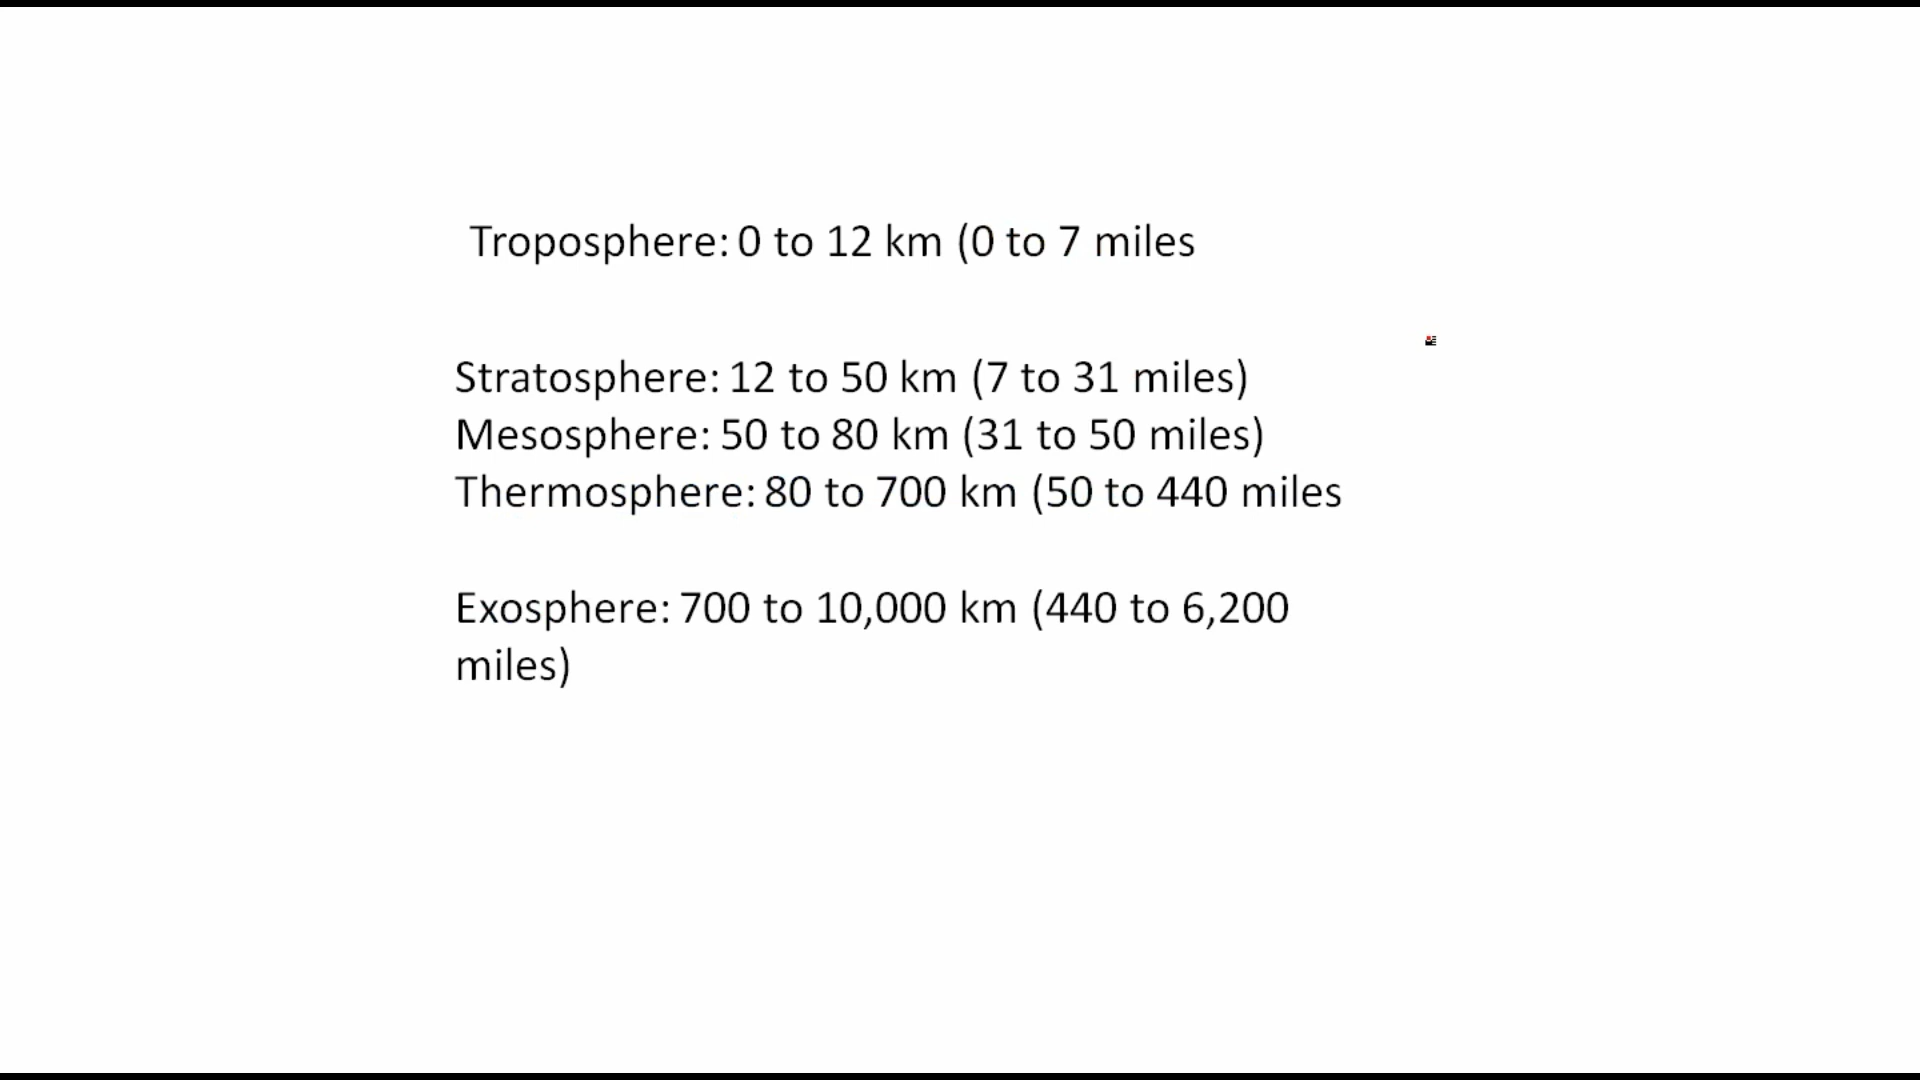 Troposphere: 0 to 12 km (0 to 7 miles
Stratosphere: 12 to 50 km (7 to 31 miles)
Mesosphere: 50 to 80 km (31 to 50 miles)
Thermosphere: 80 to 700 km (50 to 440 miles
Exosphere: 700 to 10,000 km (440 to 6,200
miles)